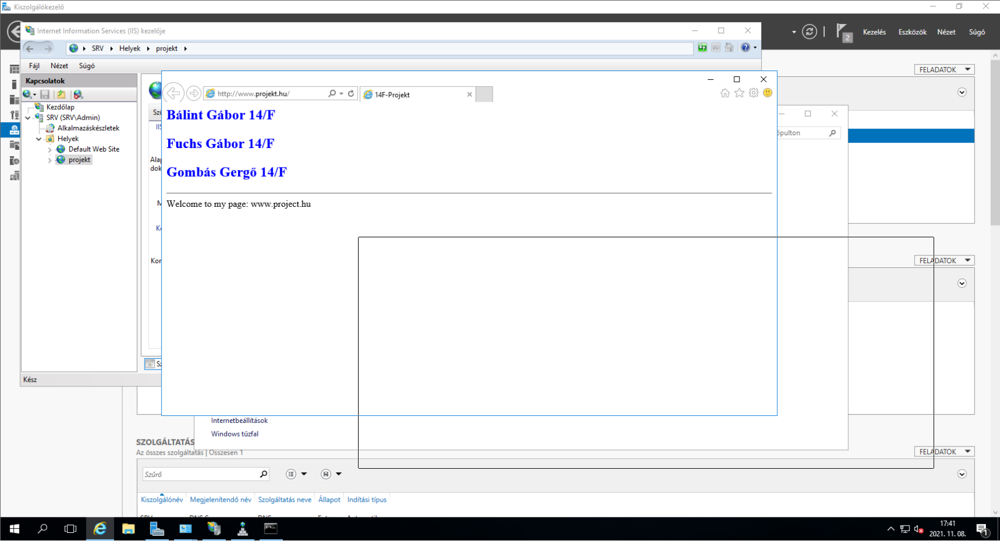 Kiszolgálókezelő
Internet Information Services (IIS) kezelője
2
Kezelés Eszközök Nézet Súgó
SRV Helyek projekt
Fájl Nézet Súgó
Kapcsolatok
Kezdőlap
SRV (SRV\Admin)
Alkalmazáskészletek
Helyek
Default Web Site
projekt
Kész
http://www.projekt.hu/
14F-Projekt
Bálint Gábor 14/F
Fuchs Gábor 14/F
Gombás Gergő 14/F
Welcome to my page: www.project.hu
FELADATOK
FELADATOK
Internetbeállítások
Windows tűzfal
SZOLGÁLTATÁS
Az összes szolgáltatás | Összesen 1
FELADATOK
Szűrő
Kiszolgálónév Megjelenítendő név Szolgáltatás neve Állapot Indítási típus
17:41
2021. 11. 08.
1